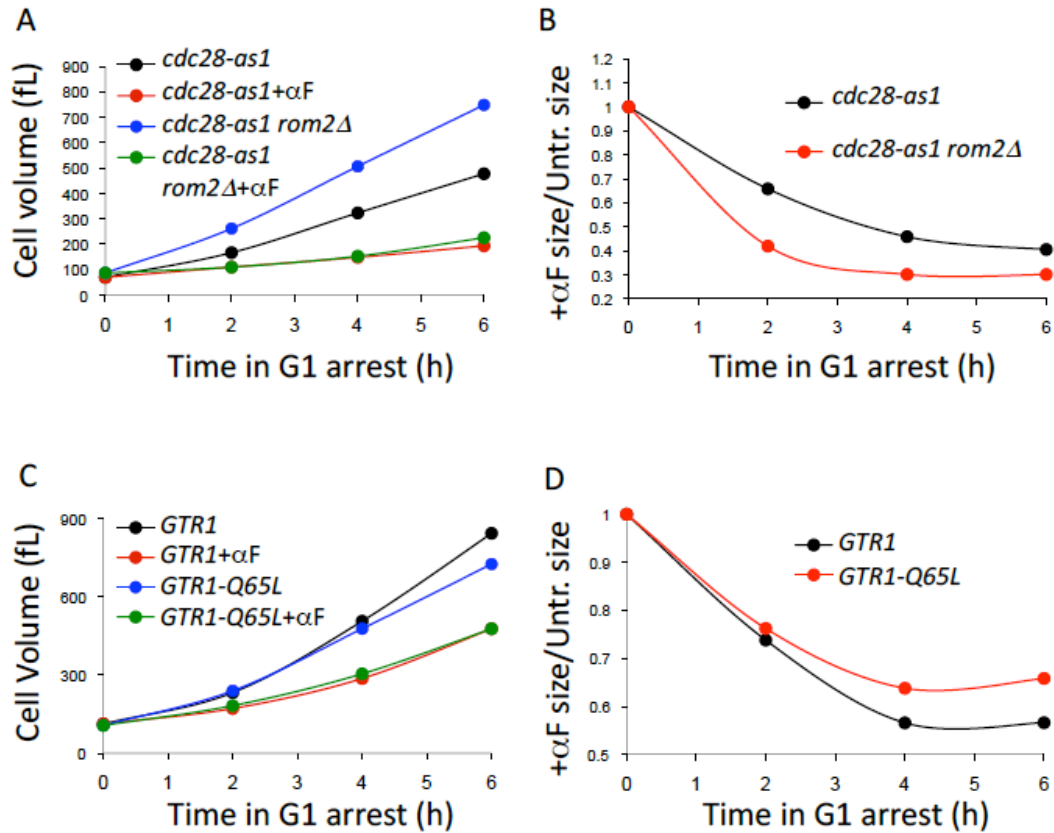 A
Cell volume (fL)
900
800
700
600
500
400
300
200
100
0
cdc28-as1
cdc28-as1+αF
cdc28-as1 rom2Δ
cdc28-as1
rom2Δ+αF
0 1 2 3 4 5 6
Time in G1 arrest (h)
B
+αF size/Untr. size
1.2
1.1
1
0.9
0.8
0.7
0.6
0.5
0.4
0.3
0.2
cdc28-as1
cdc28-as1 rom2Δ
0 1 2 3 4 5 6
Time in G1 arrest (h)
C
Cell Volume (fL)
900
600
300
0
GTR1
GTR1+αF
GTR1-Q65L
GTR1-Q65L+αF
0 1 2 3 4 5 6
Time in G1 arrest (h)
D
+αF size/Untr. size
1
0.9
0.8
0.7
0.6
0.5
GTR1
GTR1-Q65L
0 1 2 3 4 5 6
Time in G1 arrest (h)